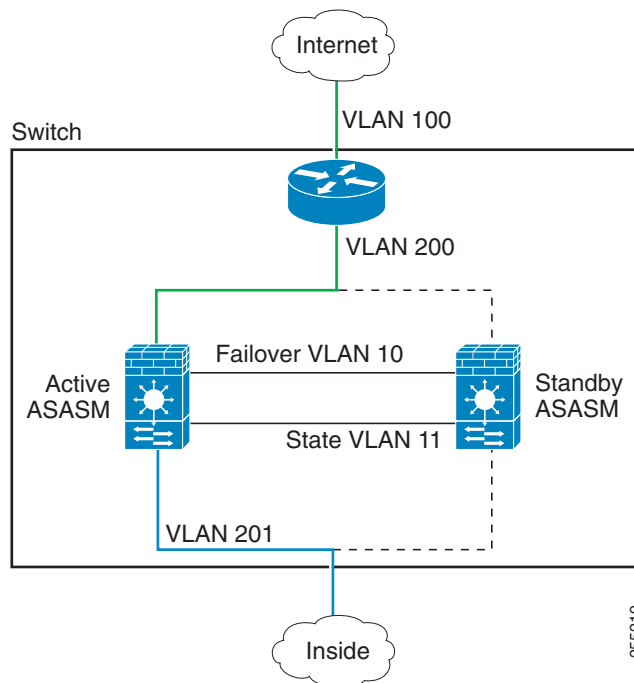 Internet
VLAN 100
Switch
VLAN 200
Failover VLAN 10
Active
ASASM
Standby
ASASM
State VLAN 11
VLAN 201
Inside